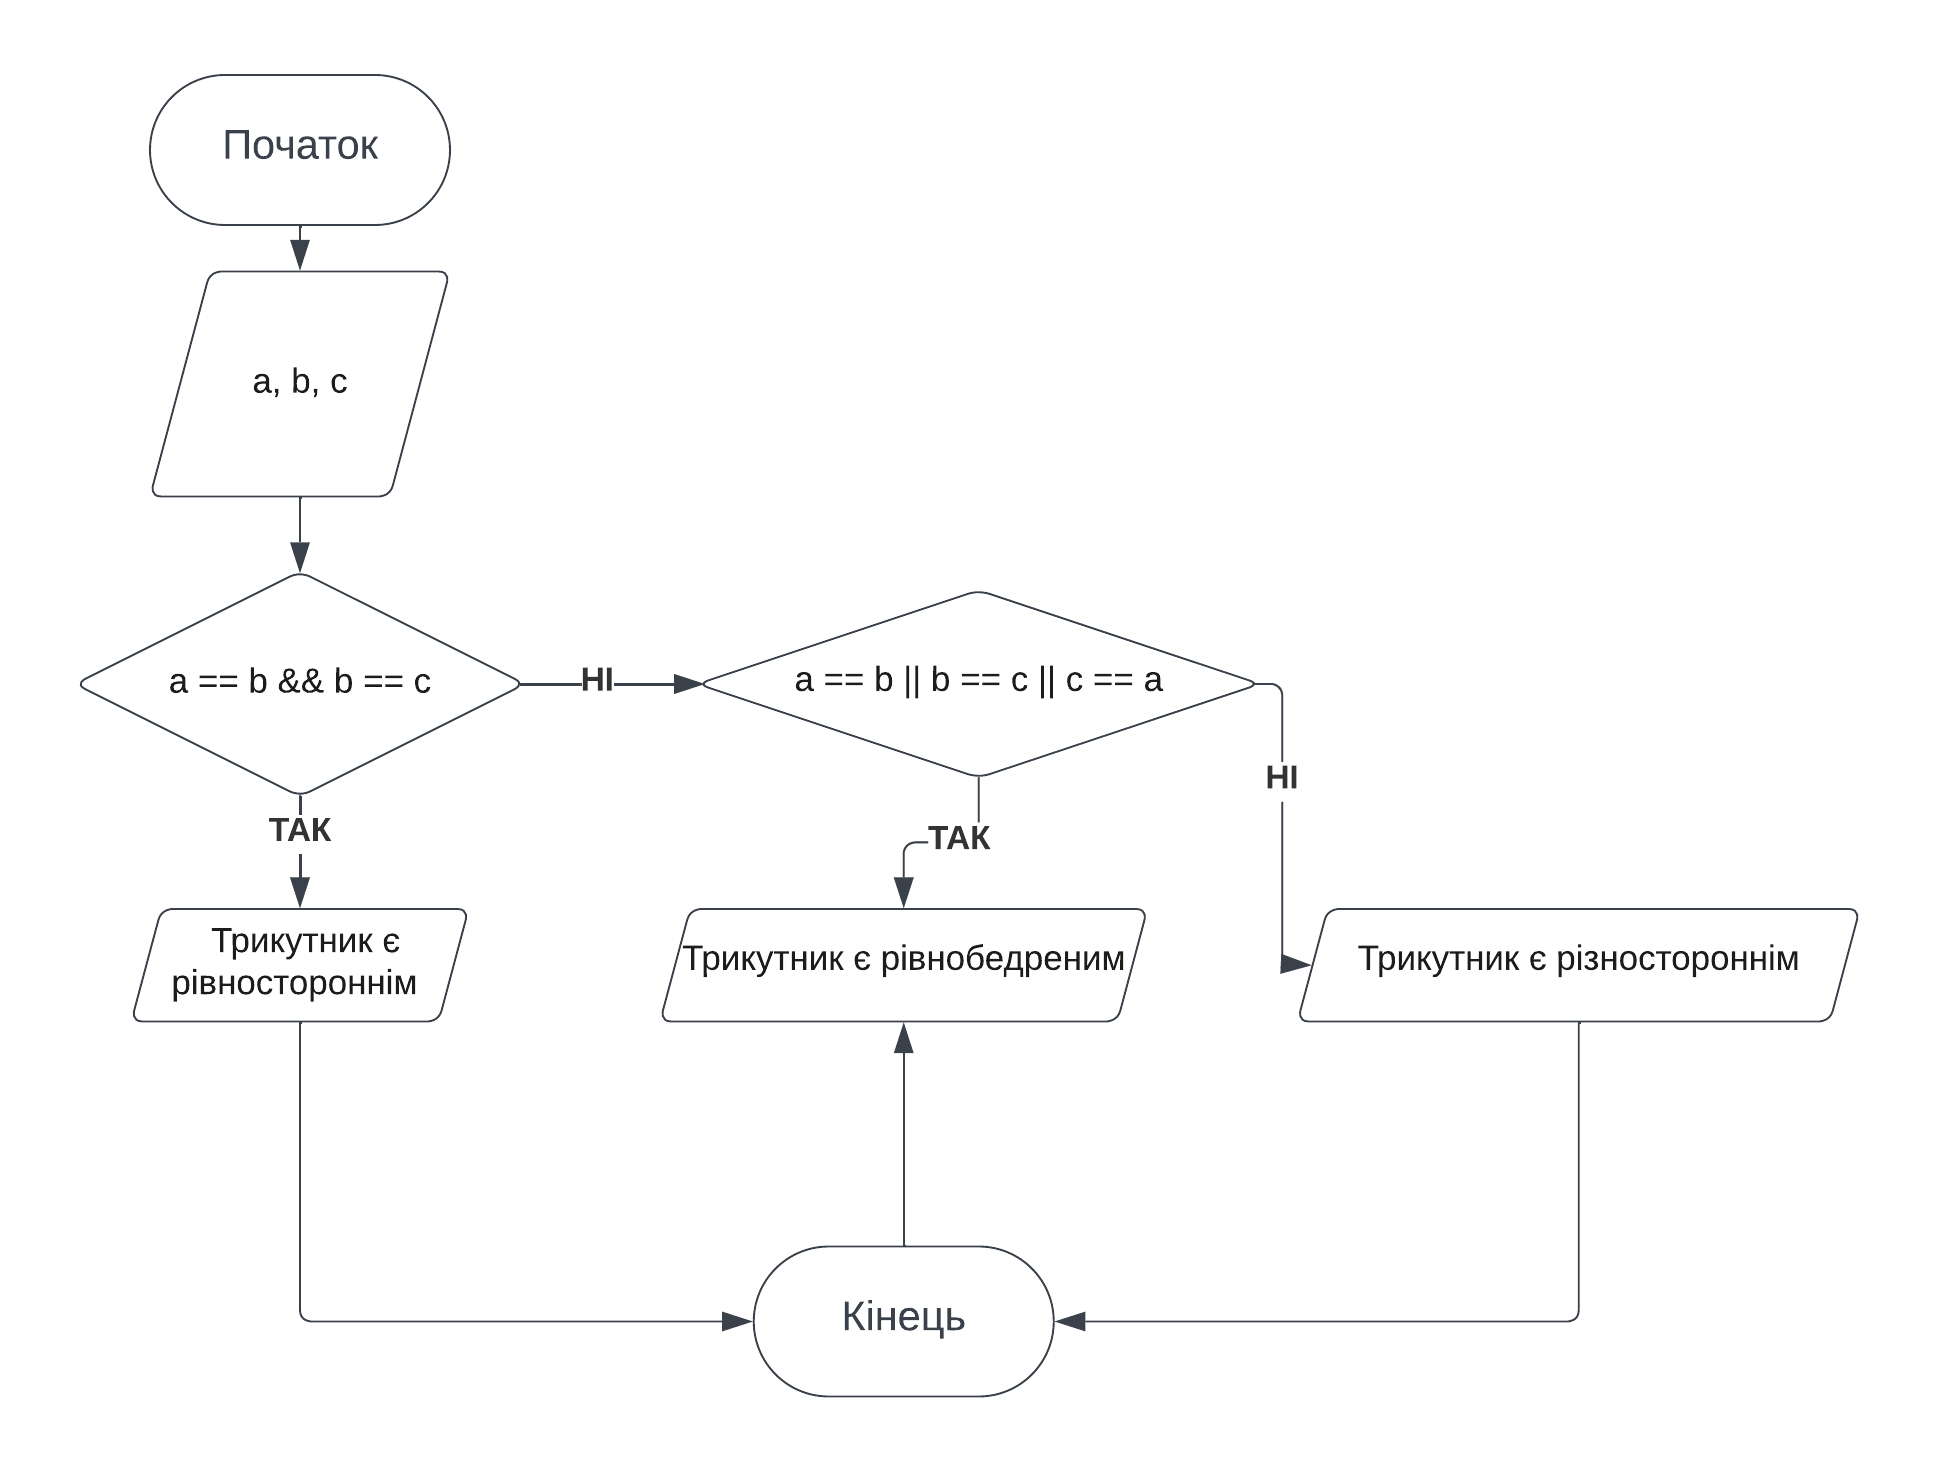 Початок
a, b, c
a == b && b == c
НІ
a == b || b == c || c == a
НІ
ТАК
ТАК
Трикутник є
рівностороннім
Трикутник є рівнобедреним
Трикутник є різностороннім
Кінець